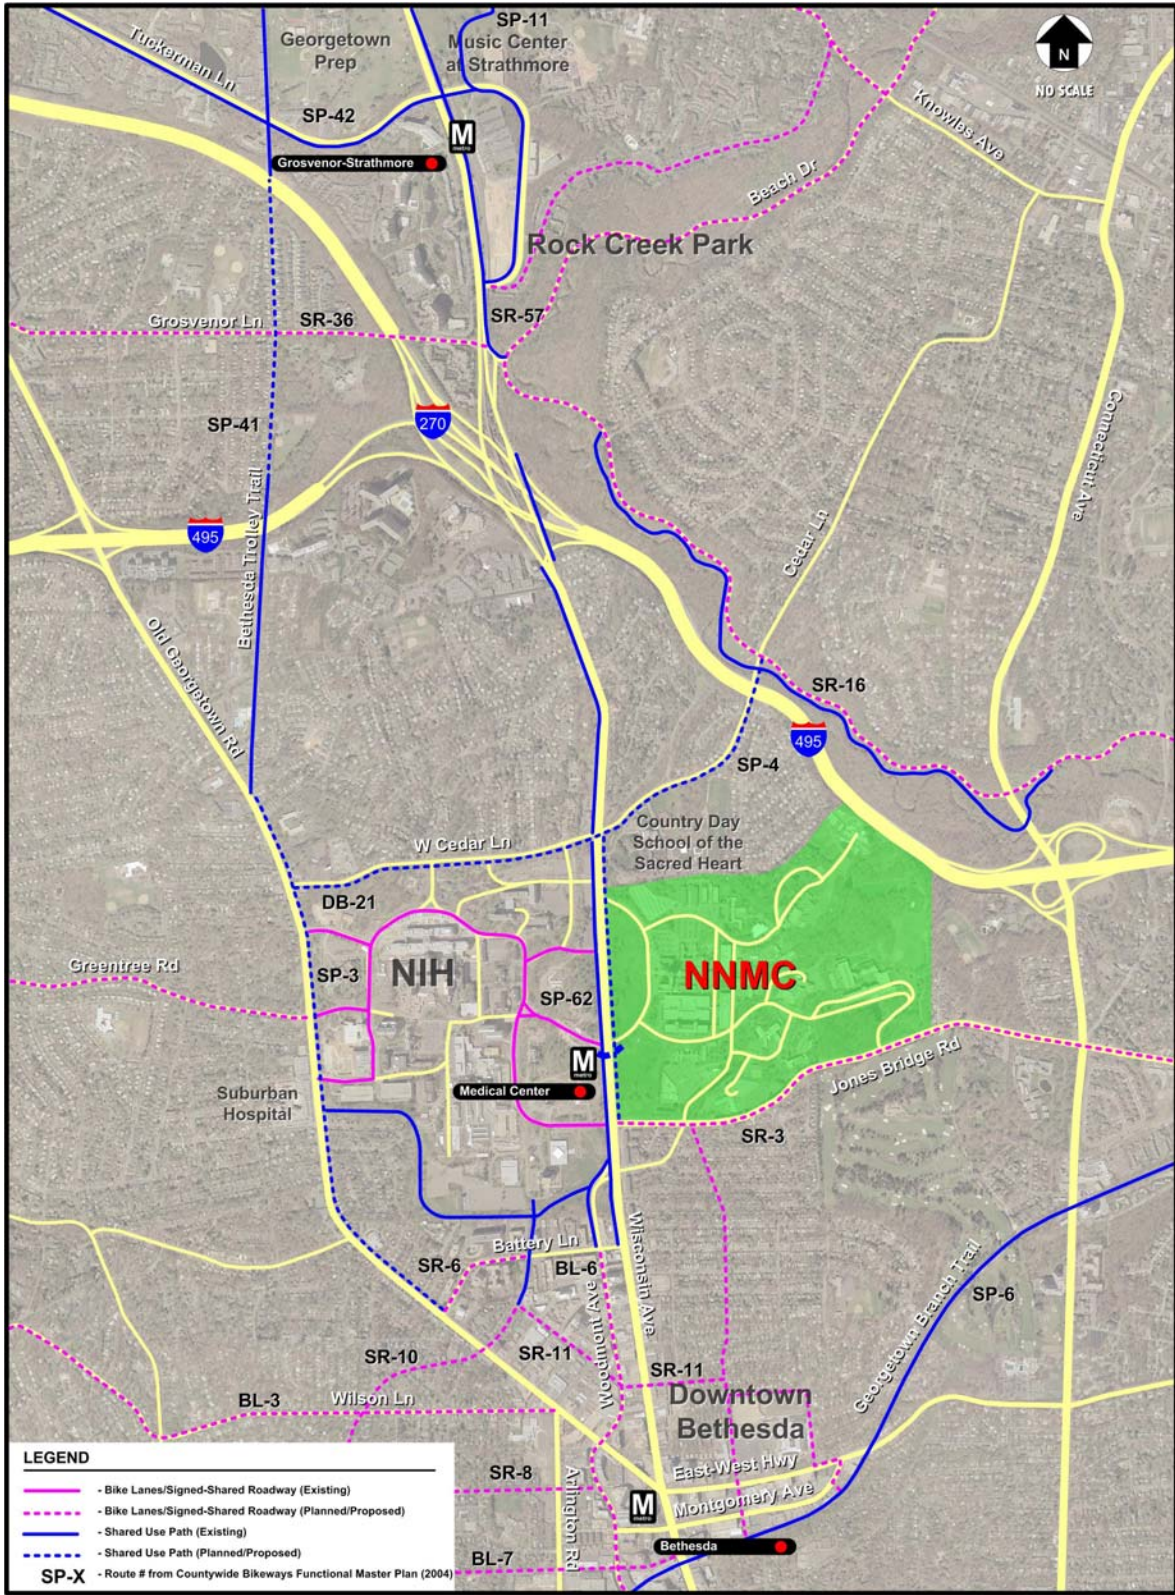 SP-11
Georgetown
Prep
Music Center
at Strathmore
Tuckerman Ln
N
NO SCALE
SP-42
Knowles Ave
M
metro
Grosvenor-Strathmore
Beach Dr
Rock Creek Park
Grosvenor Ln
SR-36
SR-57
SP-41
270
Connecticut Ave
495
Bethesda Trolley Trail
Cedar Ln
Old Georgetown Rd
SR-16
495
SP-4
W Cedar Ln
Country Day
School of the
Sacred Heart
DB-21
Greentree Rd
SP-3
NIH
NNMC
SP-62
M
metro
Medical Center
Jones Bridge Rd
Suburban
Hospital
SR-3
Wisconsin Ave
Battery Ln
SR-6
BL-6
Georgetown Branch Trail
SP-6
Woodmont Ave
SR-10
SR-11
SR-11
BL-3
Wilson Ln
Downtown
Bethesda
SR-8
East-West Hwy
Montgomery Ave
Arlington Rd
M
metro
Bethesda
BL-7
LEGEND
- Bike Lanes/Signed-Shared Roadway (Existing)
- Bike Lanes/Signed-Shared Roadway (Planned/Proposed)
- Shared Use Path (Existing)
- Shared Use Path (Planned/Proposed)
SP-X - Route # from Countywide Bikeways Functional Master Plan (2004)